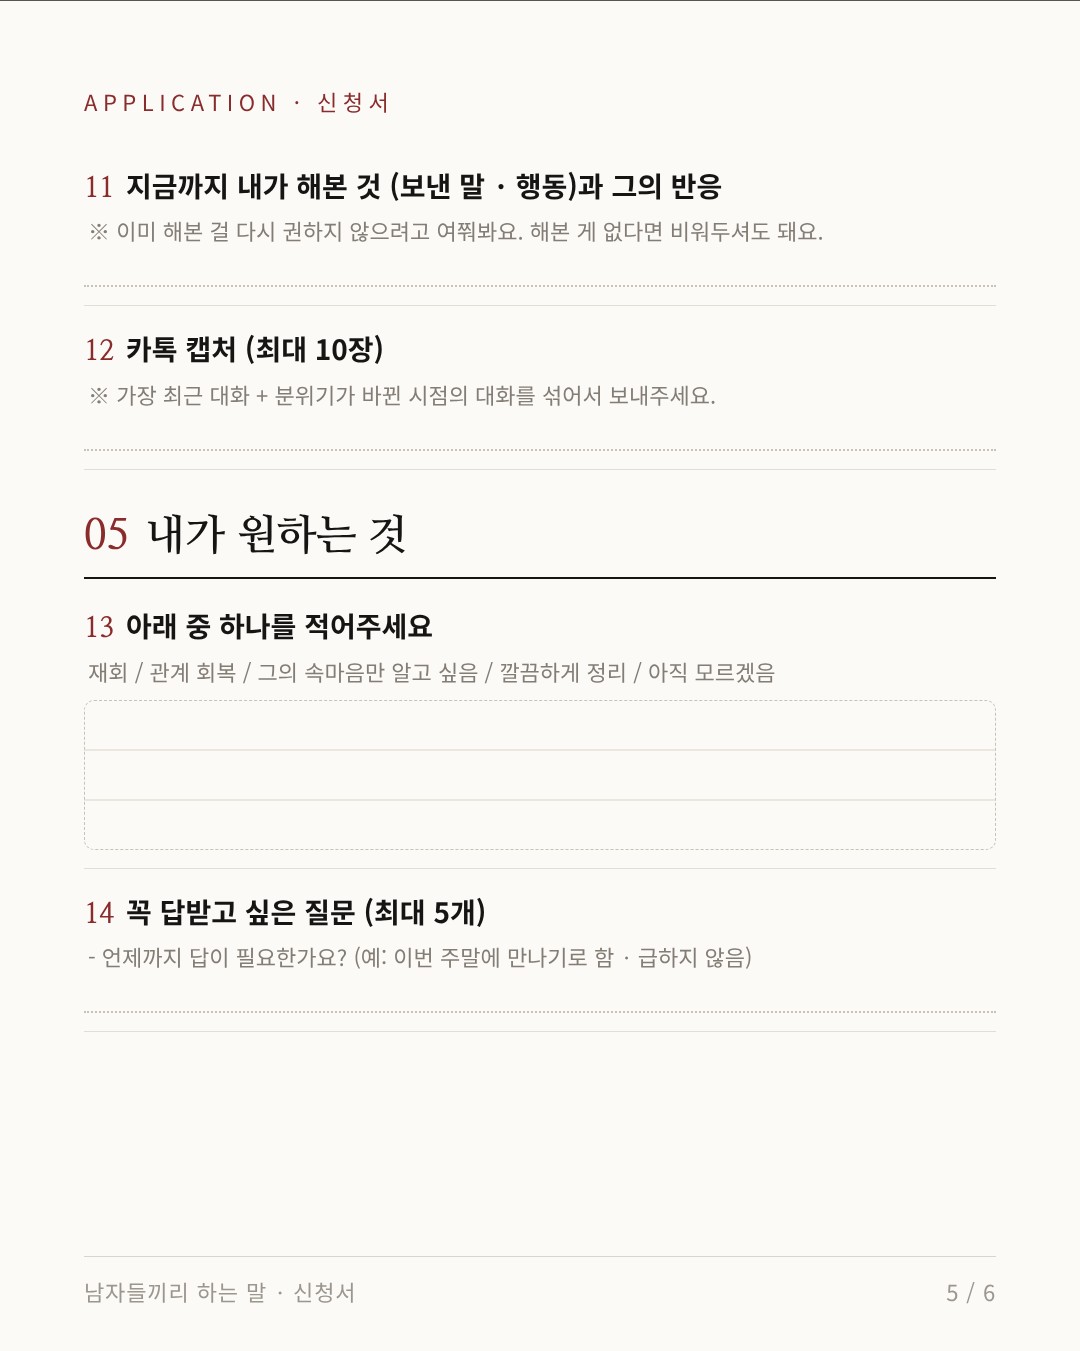 APPLICATION · 신청서
11 지금까지 내가 해본 것 (보낸 말 · 행동)과 그의 반응
※ 이미 해본 걸 다시 권하지 않으려고 여쭤봐요. 해본 게 없다면 비워두셔도 돼요.
12 카톡 캡처 (최대 10장)
※ 가장 최근 대화 + 분위기가 바뀐 시점의 대화를 섞어서 보내주세요.
05 내가 원하는 것
13 아래 중 하나를 적어주세요
재회 / 관계 회복 / 그의 속마음만 알고 싶음 / 깔끔하게 정리 / 아직 모르겠음
14 꼭 답받고 싶은 질문 (최대 5개)
- 언제까지 답이 필요한가요? (예: 이번 주말에 만나기로 함 · 급하지 않음)
남자들끼리 하는 말 · 신청서
5 / 6